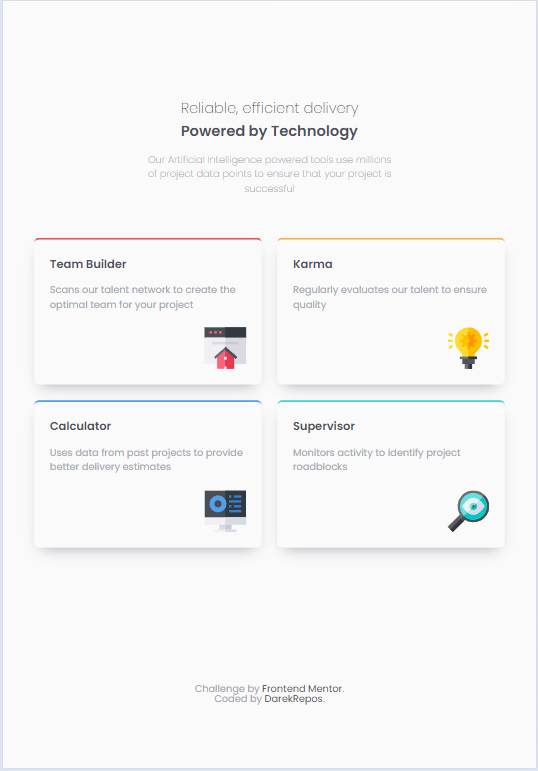 Reliable, efficient delivery
Powered by Technology
Our Artificial Intelligence powered tools use millions
of project data points to ensure that your project is
successful
Team Builder
Scans our talent network to create the
optimal team for your project
Karma
Regularly evaluates our talent to ensure
quality
Calculator
Uses data from past projects to provide
better delivery estimates
Supervisor
Monitors activity to identify project
roadblocks
Challenge by Frontend Mentor.
Coded by DarekRepos.